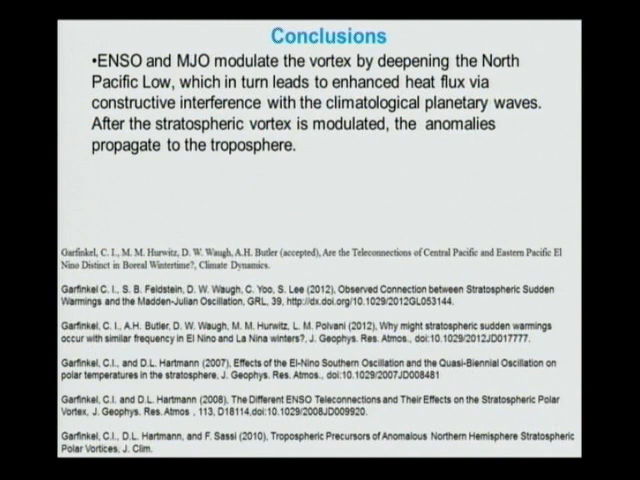 Conclusions
•ENSO and MJO modulate the vortex by deepening the North
Pacific Low, which in turn leads to enhanced heat flux via
constructive interference with the climatological planetary waves.
After the stratospheric vortex is modulated, the anomalies
propagate to the troposphere.
Garfinkel, C. I., M. M. Hurwitz, D. W. Waugh, A.H. Butler (accepted), Are the Teleconnections of Central Pacific and Eastern Pacific El
Nino Distinct in Boreal Wintertime?, Climate Dynamics.
Garfinkel C. I., S. B. Feldstein, D. W. Waugh, C. Yoo, S. Lee (2012), Observed Connection between Stratospheric Sudden
Warmings and the Madden-Julian Oscillation, GRL, 39, http://dx.doi.org/10.1029/2012GL053144.
Garfinkel, C. I., A.H. Butler, D. W. Waugh, M. M. Hurwitz, L. M. Polvani (2012), Why might stratospheric sudden warmings
occur with similar frequency in El Nino and La Nina winters?, J. Geophys. Res. Atmos., doi:10.1029/2012JD017777.
Garfinkel, C.I., and D.L. Hartmann (2007), Effects of the El-Nino Southern Oscillation and the Quasi-Biennial Oscillation on
polar temperatures in the stratosphere, J. Geophys. Res. Atmos., doi:10.1029/2007JD008481
Garfinkel, C.I. and D.L. Hartmann (2008), The Different ENSO Teleconnections and Their Effects on the Stratospheric Polar
Vortex, J. Geophys. Res. Atmos , 113, D18114,doi:10.1029/2008JD009920.
Garfinkel, C.I., D.L. Hartmann, and F. Sassi (2010), Tropospheric Precursors of Anomalous Northern Hemisphere Stratospheric
Polar Vortices, J. Clim.